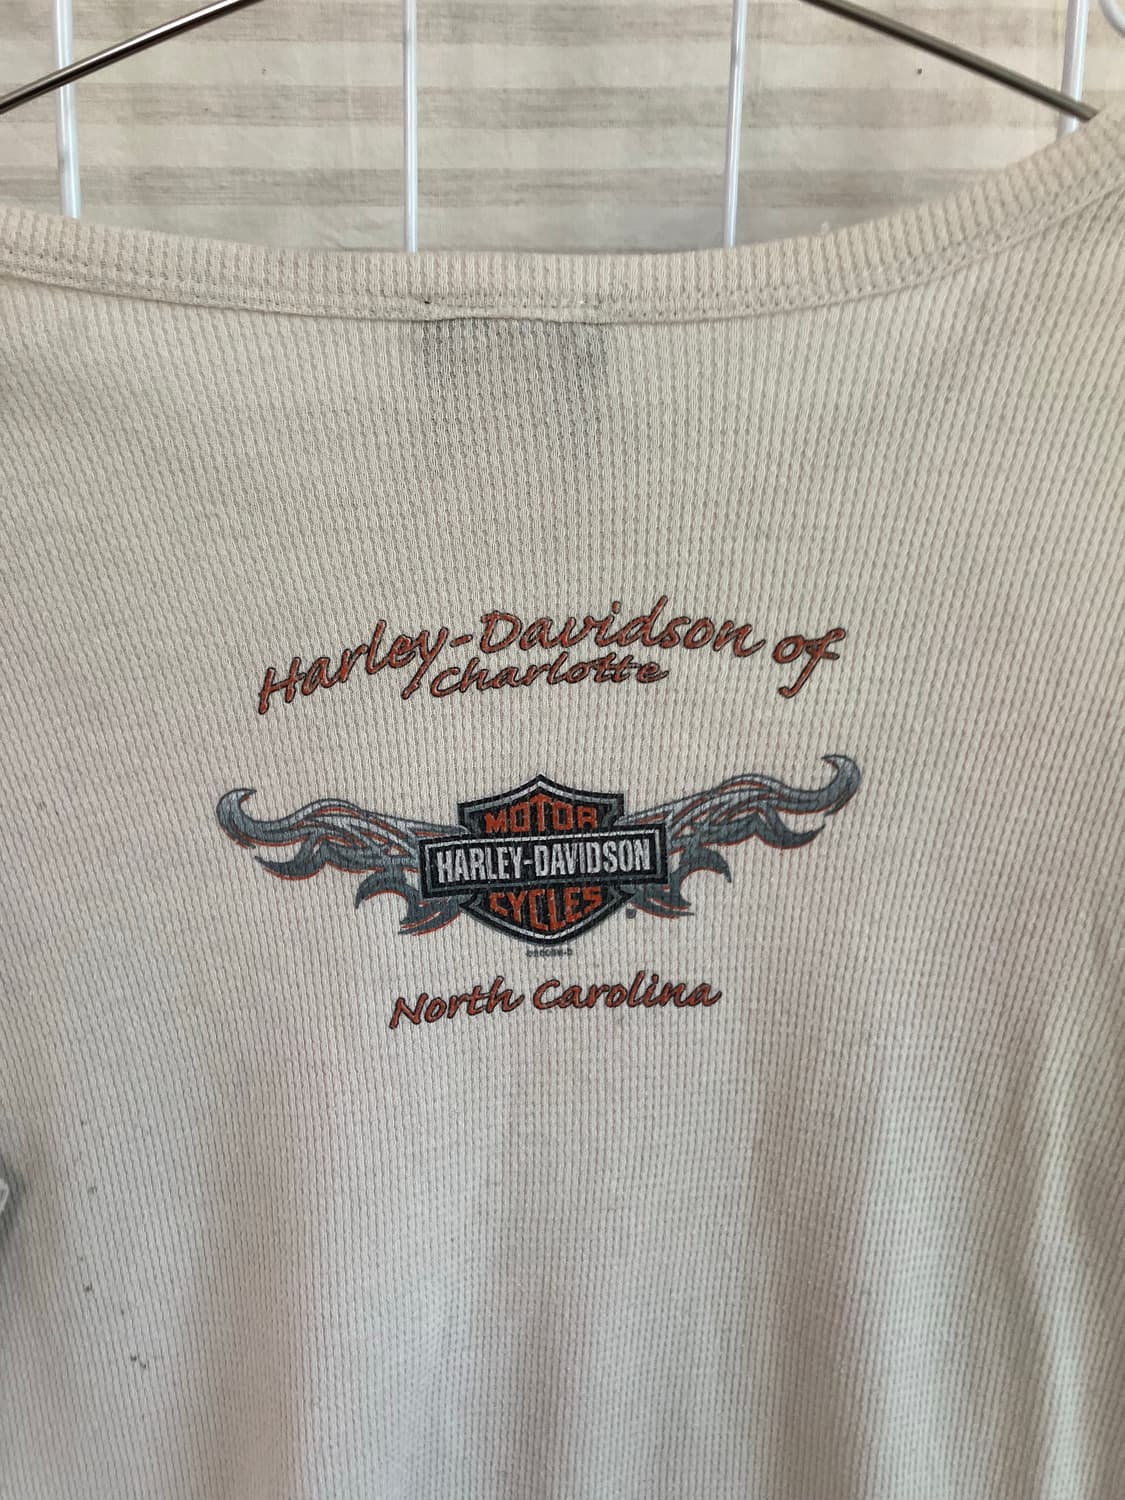 Harley-Davidson of
Charlotte
MOTOR
HARLEY-DAVIDSON
CYCLES
North Carolina